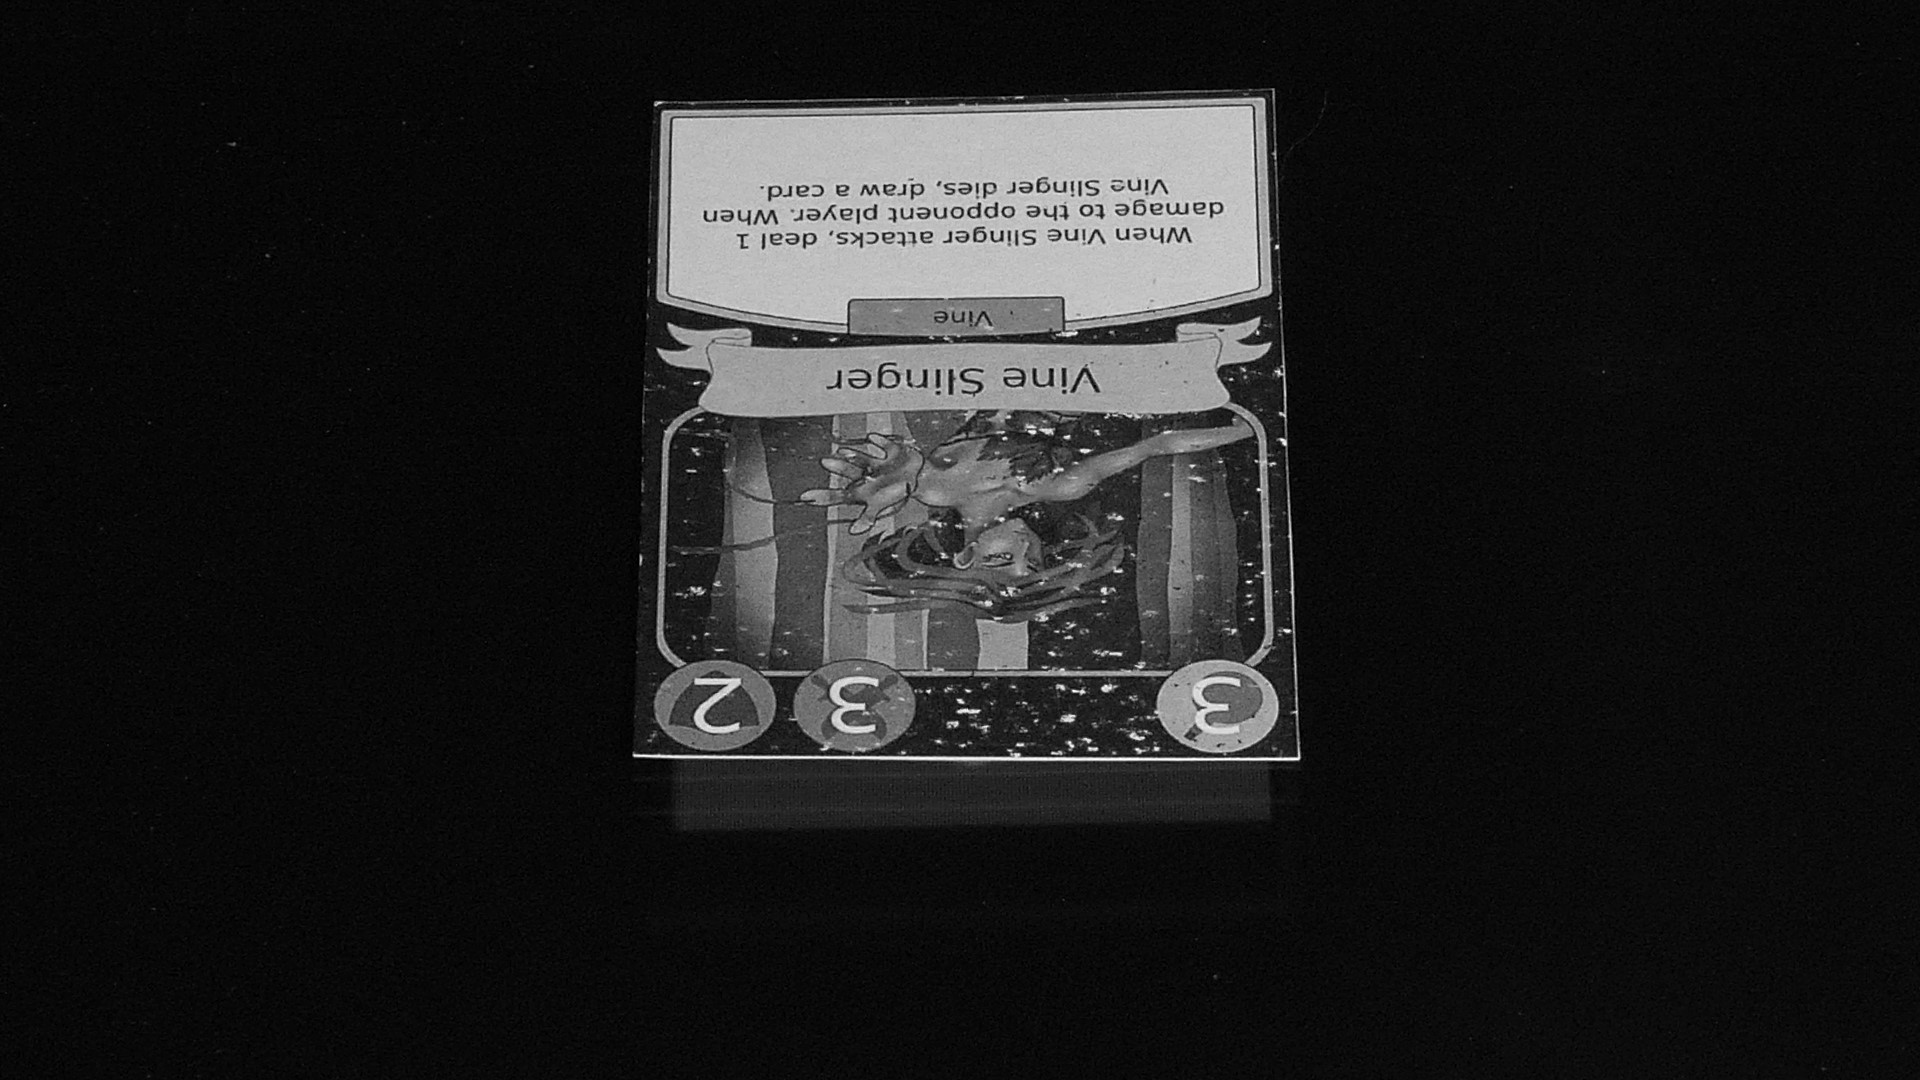 3 3 2
Vine Slinger
Vine
When Vine Slinger attacks, deal 1
damage to the opponent player. When
Vine Slinger dies, draw a card.